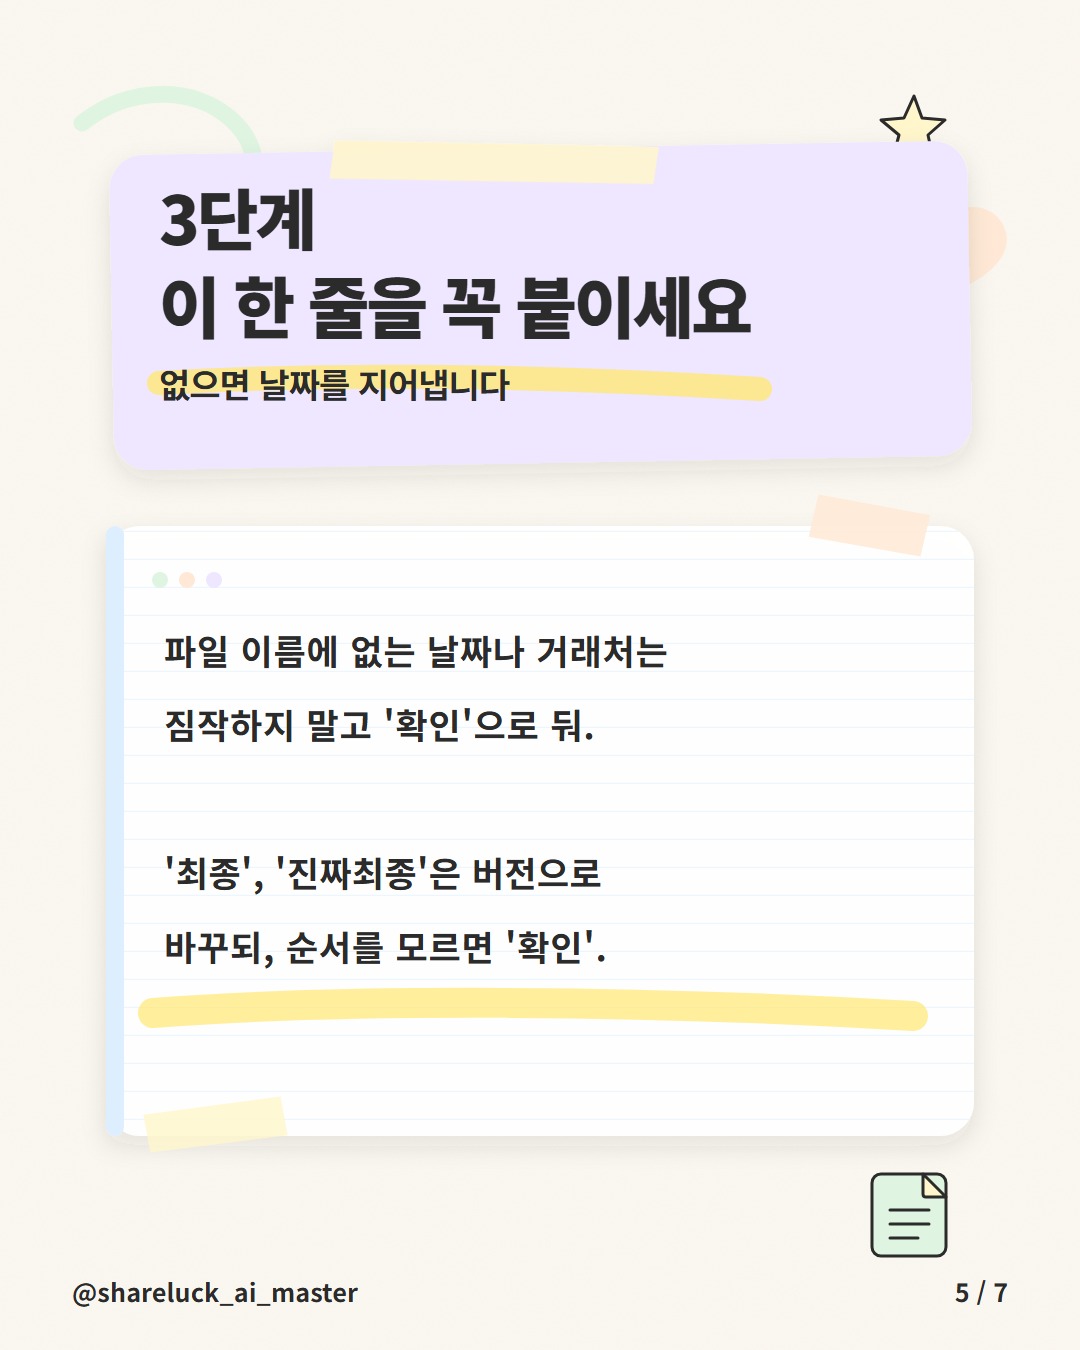 3단계
이 한 줄을 꼭 붙이세요
없으면 날짜를 지어냅니다
파일 이름에 없는 날짜나 거래처는
짐작하지 말고 '확인'으로 둬.
'최종', '진짜최종'은 버전으로
바꾸되, 순서를 모르면 '확인'.
@shareluck_ai_master
5 / 7